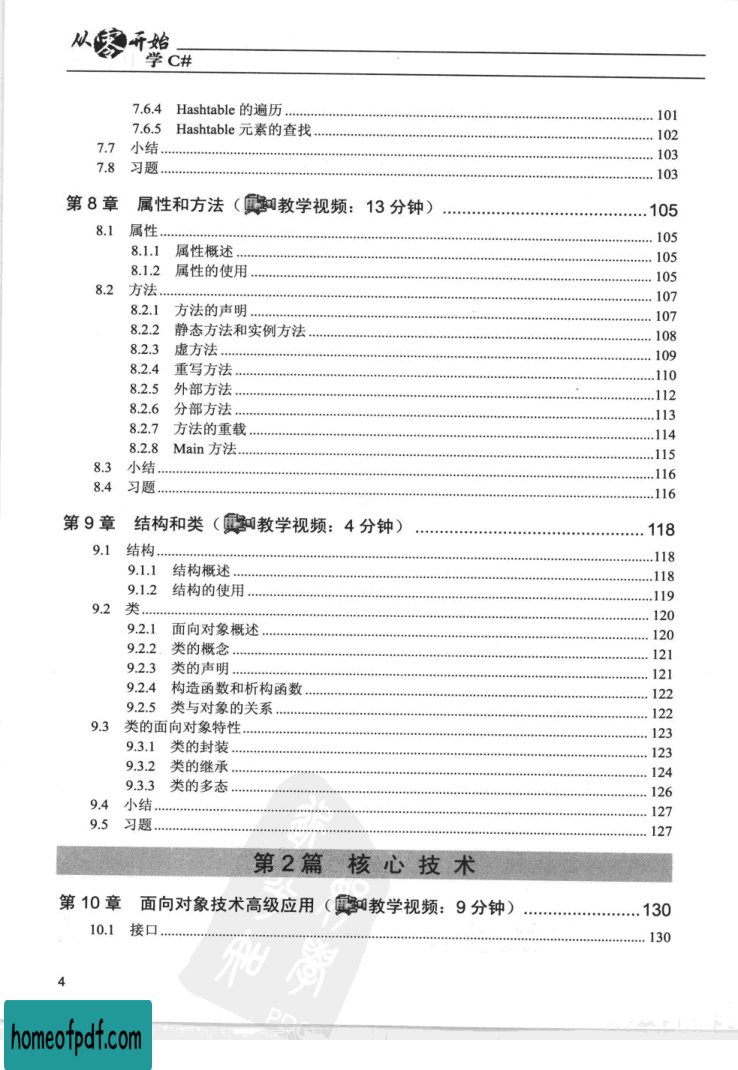 从零开始
学 C#
7.6.4 Hashtable 的遍历 101
7.6.5 Hashtable 元素的查找 102
7.7 小结 103
7.8 习题 103
第 8 章 属性和方法（教学视频：13 分钟） 105
8.1 属性 105
8.1.1 属性概述 105
8.1.2 属性的使用 105
8.2 方法 107
8.2.1 方法的声明 107
8.2.2 静态方法和实例方法 108
8.2.3 虚方法 109
8.2.4 重写方法 110
8.2.5 外部方法 112
8.2.6 分部方法 113
8.2.7 方法的重载 114
8.2.8 Main 方法 115
8.3 小结 116
8.4 习题 116
第 9 章 结构和类（教学视频：4 分钟） 118
9.1 结构 118
9.1.1 结构概述 118
9.1.2 结构的使用 119
9.2 类 120
9.2.1 面向对象概述 120
9.2.2 类的概念 121
9.2.3 类的声明 121
9.2.4 构造函数和析构函数 122
9.2.5 类与对象的关系 122
9.3 类的面向对象特性 123
9.3.1 类的封装 123
9.3.2 类的继承 124
9.3.3 类的多态 126
9.4 小结 127
9.5 习题 127
第 2 篇 核心技术
第 10 章 面向对象技术高级应用（教学视频：9 分钟） 130
10.1 接口 130
4
homeofpdf.com